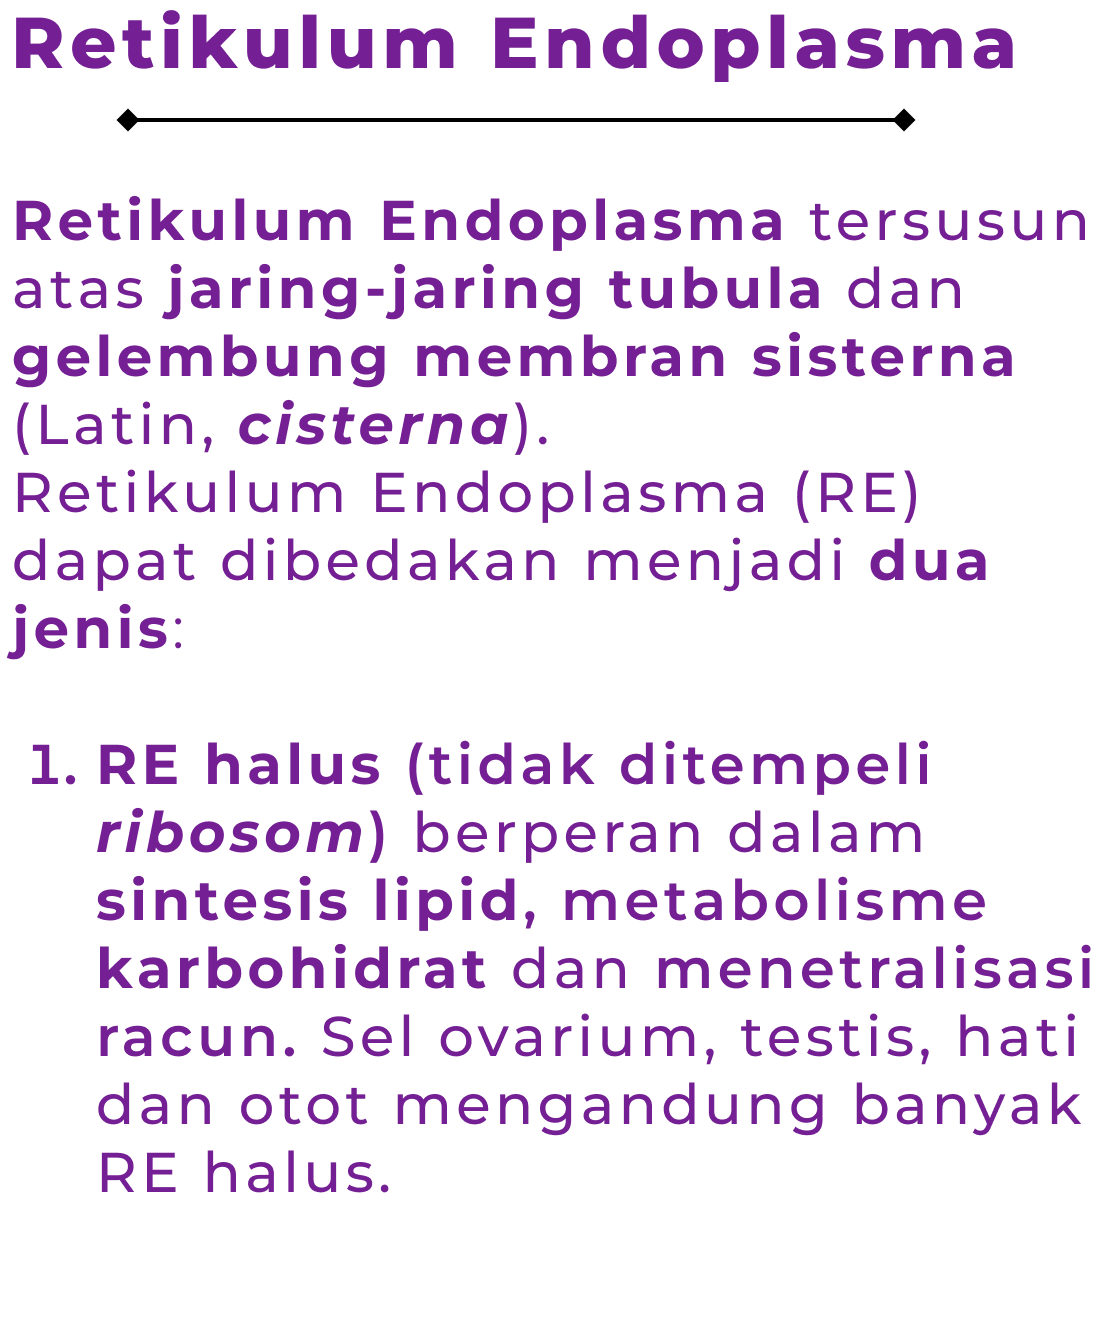 Retikulum Endoplasma
Retikulum Endoplasma tersusun
atas jaring-jaring tubula dan
gelembung membran sisterna
(Latin, cisterna).
Retikulum Endoplasma (RE)
dapat dibedakan menjadi dua
jenis:
1. RE halus (tidak ditempeli
ribosom) berperan dalam
sintesis lipid, metabolisme
karbohidrat dan menetralisasi
racun. Sel ovarium, testis, hati
dan otot mengandung banyak
RE halus.